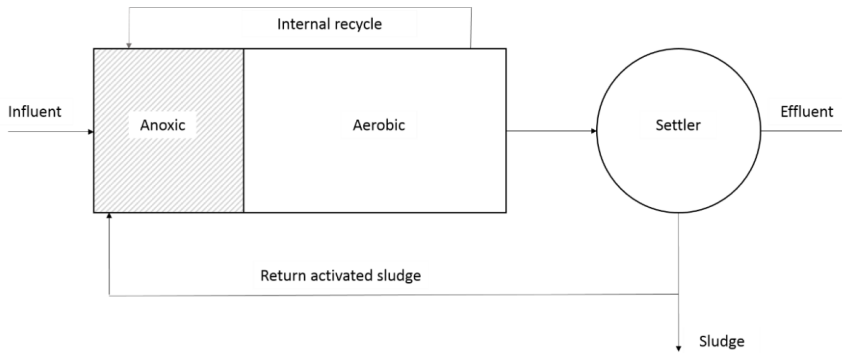 Internal recycle
Influent
Anoxic
Aerobic
Settler
Effluent
Return activated sludge
Sludge